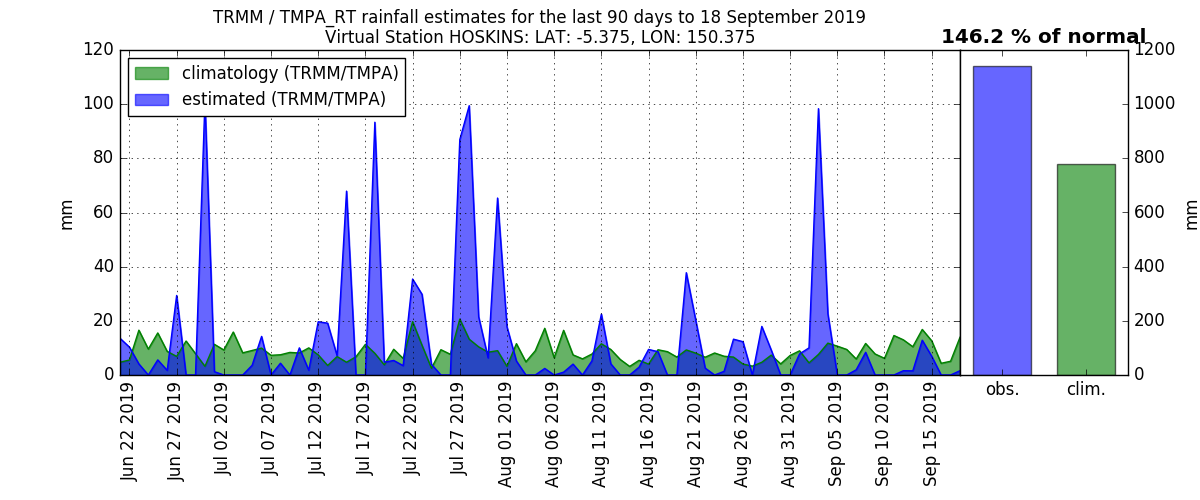 TRMM / TMPA_RT rainfall estimates for the last 90 days to 18 September 2019
Virtual Station HOSKINS: LAT: -5.375, LON: 150.375
146.2 % of normal
climatology (TRMM/TMPA)
estimated (TRMM/TMPA)
120
100
80
60
40
20
0
mm
Jun 22 2019
Jun 27 2019
Jul 02 2019
Jul 07 2019
Jul 12 2019
Jul 17 2019
Jul 22 2019
Jul 27 2019
Aug 01 2019
Aug 06 2019
Aug 11 2019
Aug 16 2019
Aug 21 2019
Aug 26 2019
Aug 31 2019
Sep 05 2019
Sep 10 2019
Sep 15 2019
obs.
clim.
1200
1000
800
600
400
200
0
mm